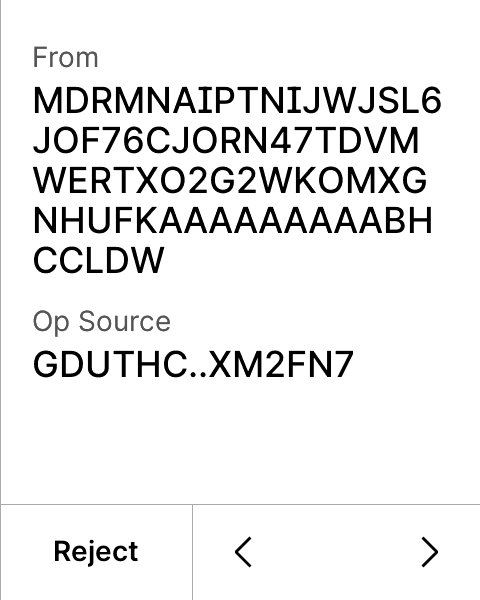 From
MDRMNAIPTNIJWJSL6
JOF76CJORN47TDVM
WERTXO2G2WKOMXG
NHUFKAAAAAAAAABH
CCLDW
Op Source
GDUTHC..XM2FN7
Reject